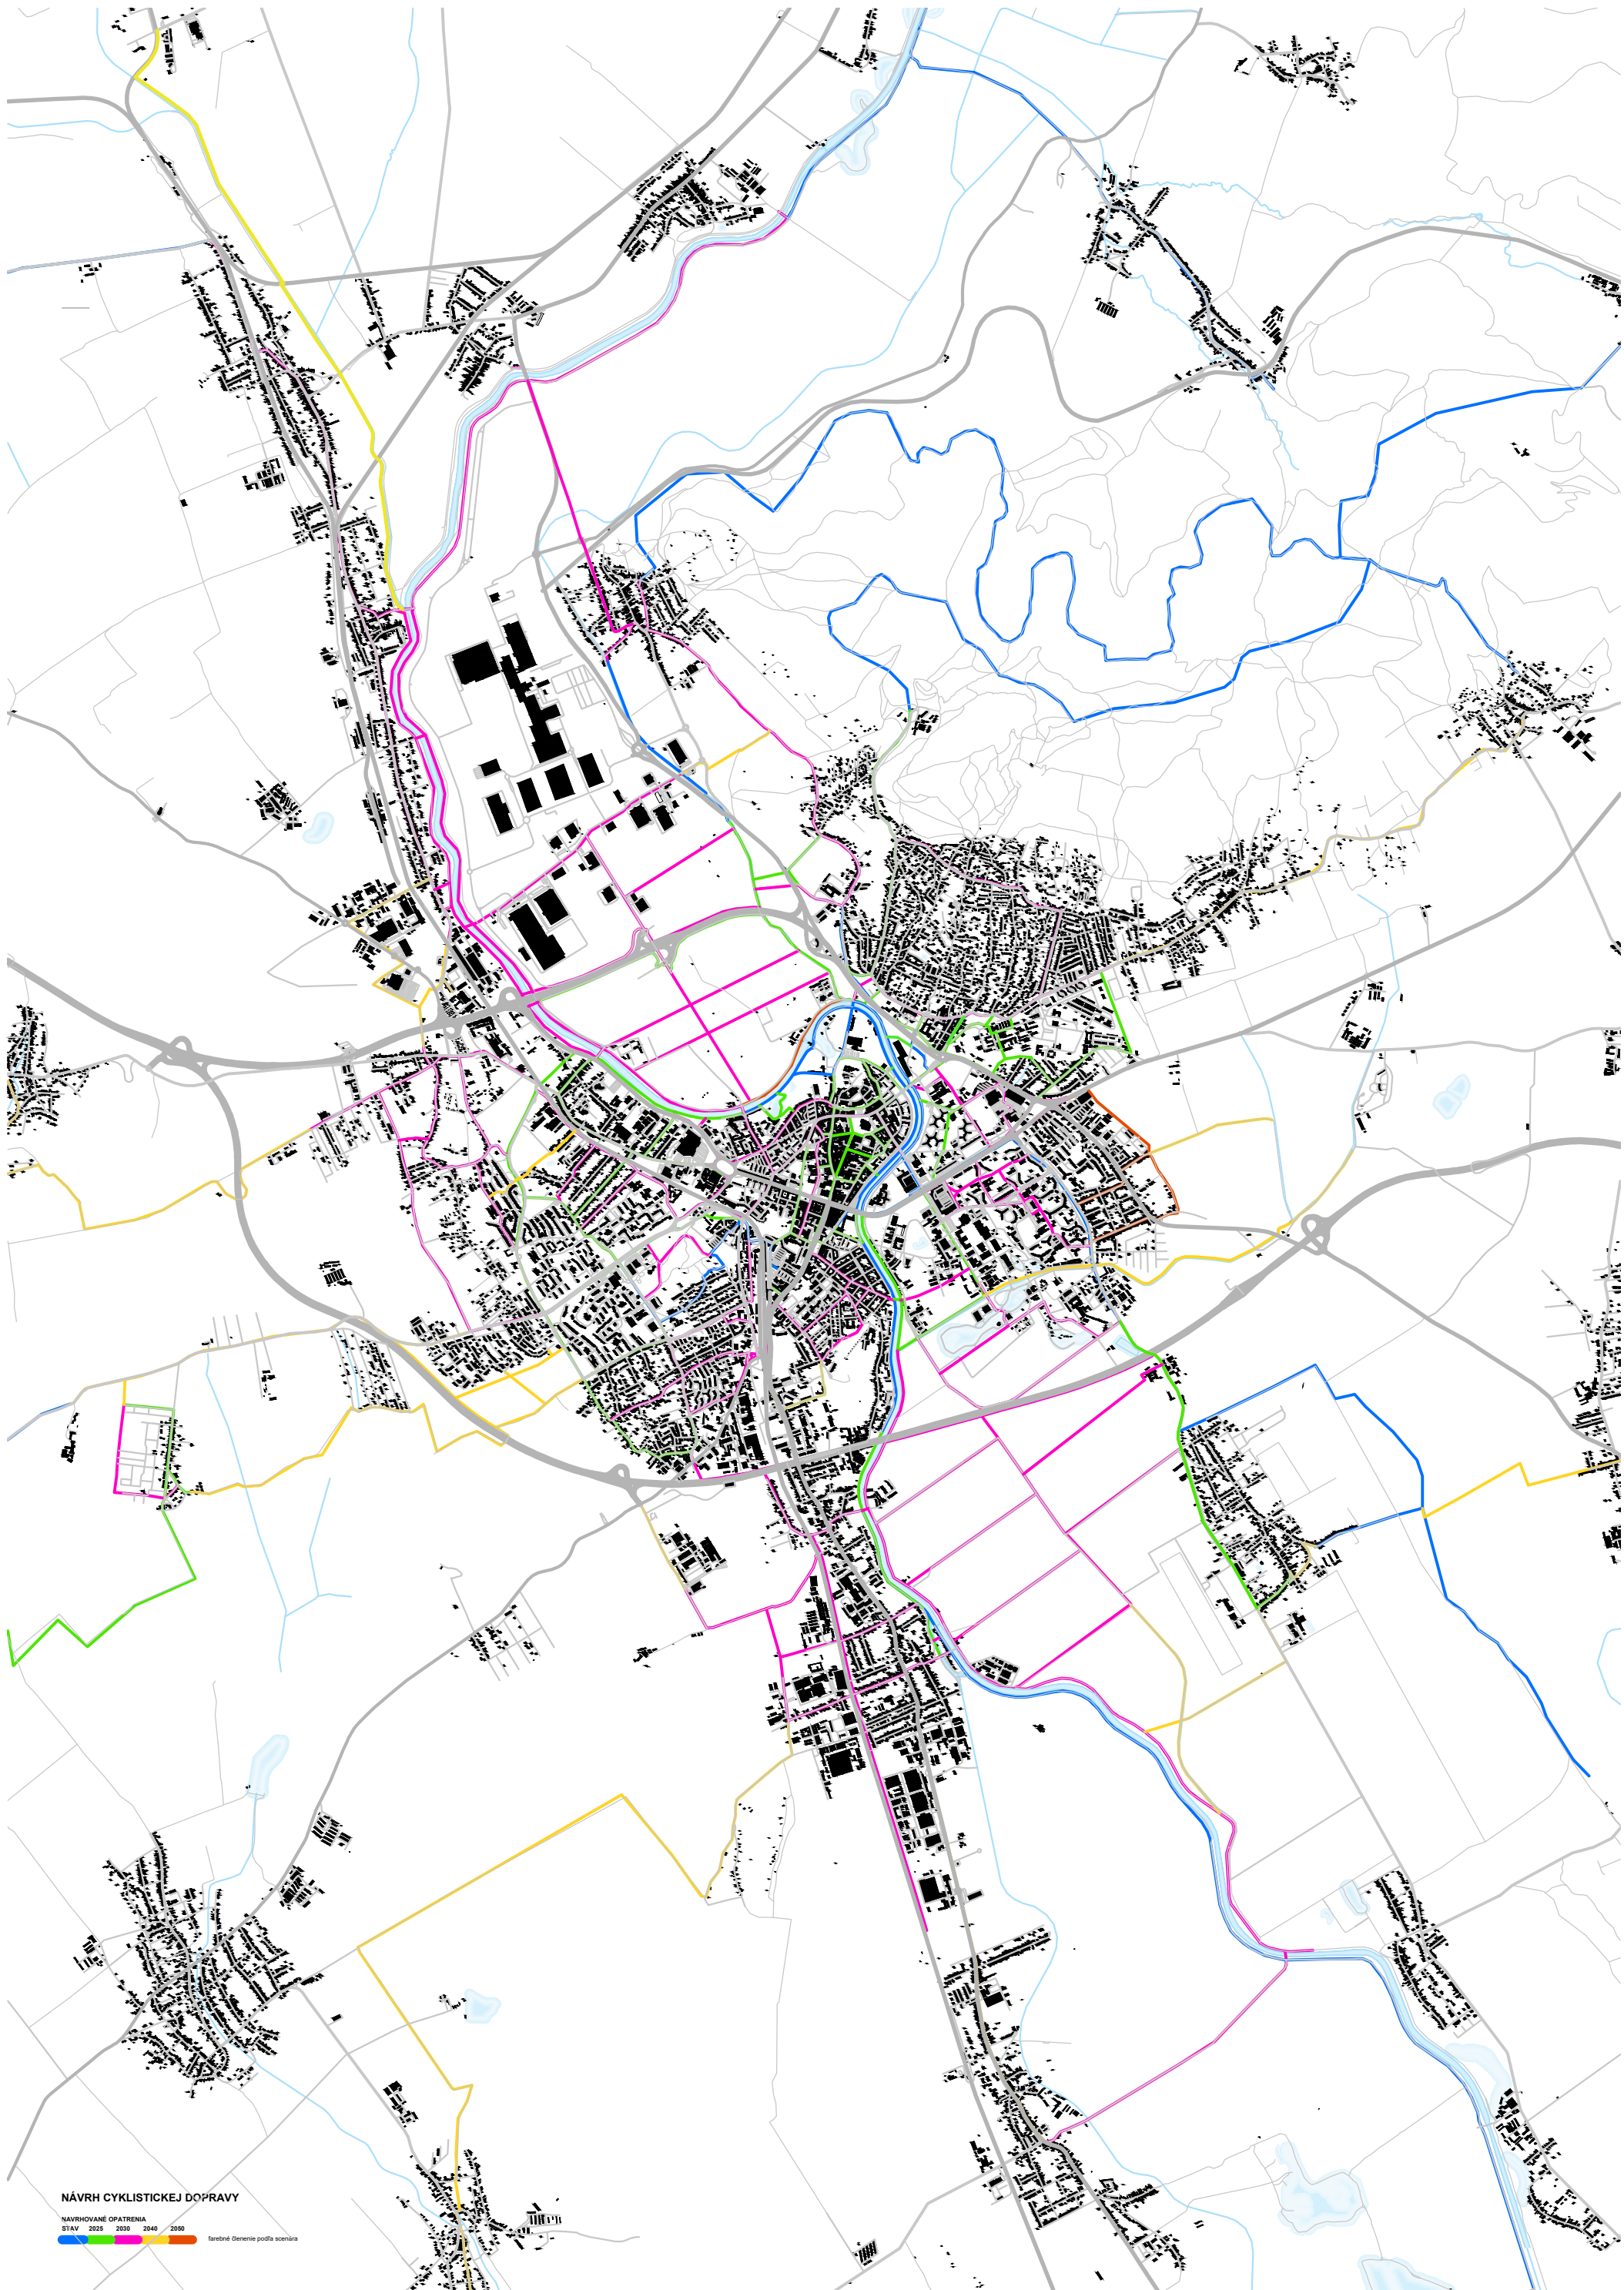 NÁVRH CYKLISTICKEJ DOPRAVY
NAVRHOVANÉ OPATRENIA
STAV 2025 2030 2040 2050
farebné členenie podľa scenára